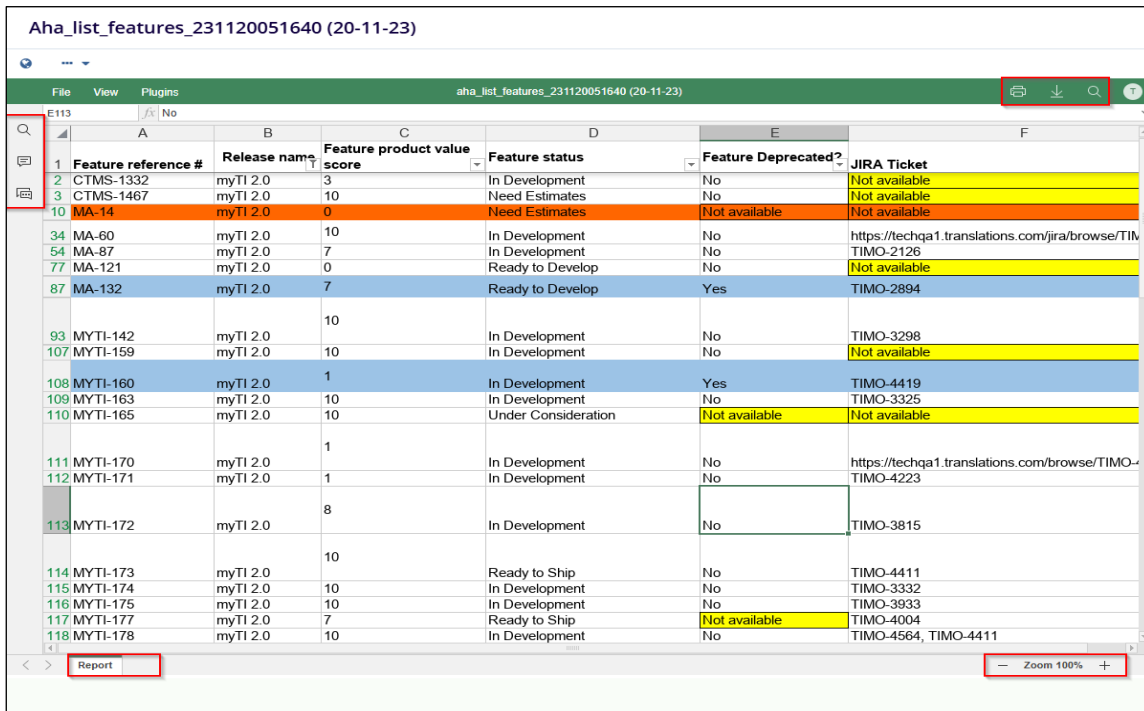 Aha_list_features_231120051640 (20-11-23)
File View Plugins aha_list_features_231120051640 (20-11-23) T
E113 fx No
A B C D E F
1 Feature reference # Release name Feature product value score Feature status Feature Deprecated? JIRA Ticket
2 CTMS-1332 myTI 2.0 3 In Development No Not available
3 CTMS-1467 myTI 2.0 10 Need Estimates No Not available
10 MA-14 myTI 2.0 0 Need Estimates Not available Not available
34 MA-60 myTI 2.0 10 In Development No https://techqa1.translations.com/jira/browse/TIM
54 MA-87 myTI 2.0 7 In Development No TIMO-2126
77 MA-121 myTI 2.0 0 Ready to Develop No Not available
87 MA-132 myTI 2.0 7 Ready to Develop Yes TIMO-2894
93 MYTI-142 myTI 2.0 10 In Development No TIMO-3298
107 MYTI-159 myTI 2.0 10 In Development No Not available
108 MYTI-160 myTI 2.0 1 In Development Yes TIMO-4419
109 MYTI-163 myTI 2.0 10 In Development No TIMO-3325
110 MYTI-165 myTI 2.0 10 Under Consideration Not available Not available
111 MYTI-170 myTI 2.0 1 In Development No https://techqa1.translations.com/browse/TIMO-
112 MYTI-171 myTI 2.0 1 In Development No TIMO-4223
113 MYTI-172 myTI 2.0 8 In Development No TIMO-3815
114 MYTI-173 myTI 2.0 10 Ready to Ship No TIMO-4411
115 MYTI-174 myTI 2.0 10 In Development No TIMO-3332
116 MYTI-175 myTI 2.0 10 In Development No TIMO-3933
117 MYTI-177 myTI 2.0 7 Ready to Ship Not available TIMO-4004
118 MYTI-178 myTI 2.0 10 In Development No TIMO-4564, TIMO-4411
Report Zoom 100%